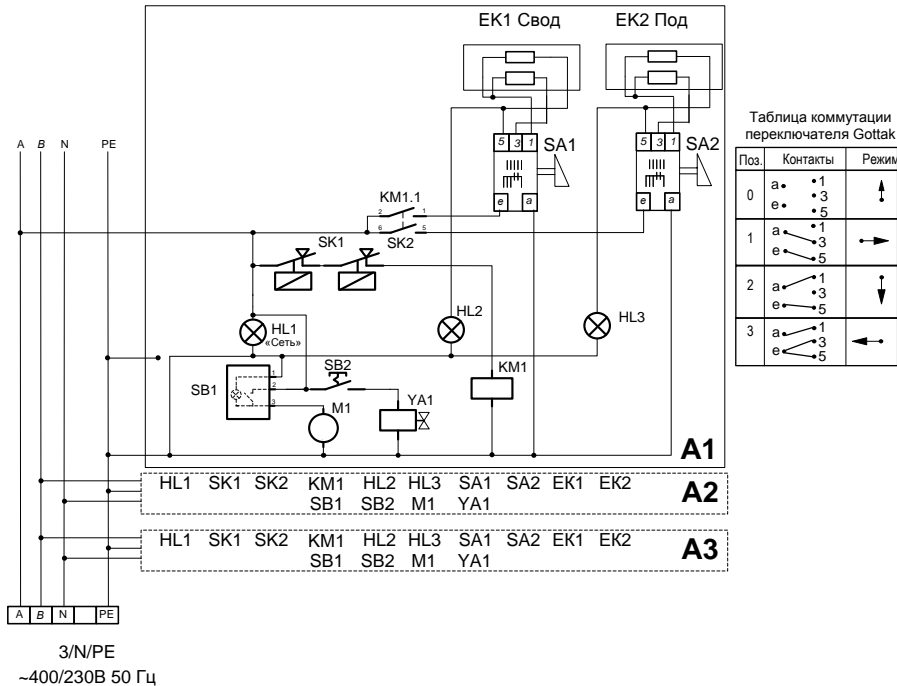 EK1 Свод
EK2 Под
5 3 1
SA1
5 3 1
SA2
e a
e a
A B N PE
KM1.1
2 1
6 5
SK1
SK2
HL1
«Сеть»
HL2
HL3
SB1
1
2
3
SB2
M1
YA1
KM1
A1
HL1 SK1 SK2 KM1 HL2 HL3 SA1 SA2 EK1 EK2
SB1 SB2 M1 YA1
A2
HL1 SK1 SK2 KM1 HL2 HL3 SA1 SA2 EK1 EK2
SB1 SB2 M1 YA1
A3
A B N PE
3/N/PE
~400/230В 50 Гц
Таблица коммутации
переключателя Gottak
Поз. Контакты Режим
0 a 1
3
e 5
1 a 1
3
e 5
2 a 1
3
e 5
3 a 1
3
e 5